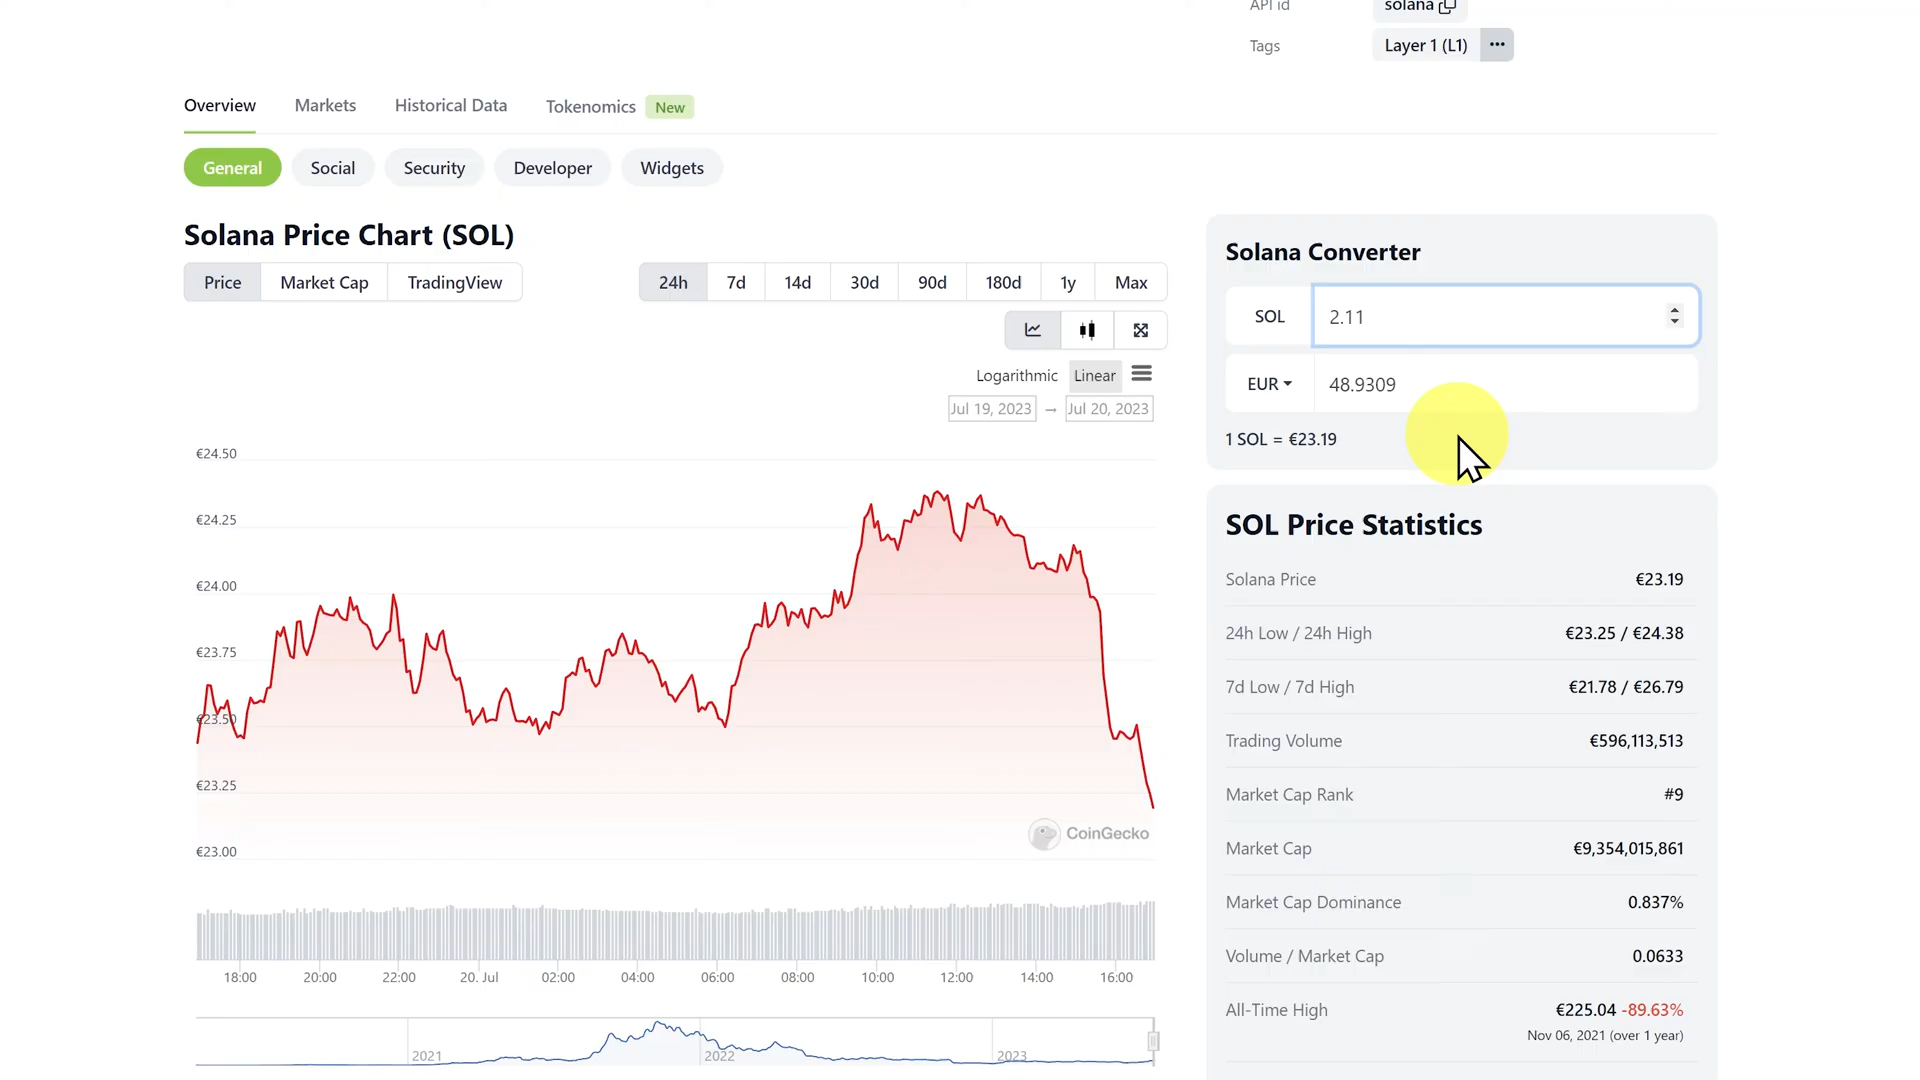 API id solana
Tags Layer 1 (L1) •••
Overview Markets Historical Data Tokenomics New
General Social Security Developer Widgets
Solana Price Chart (SOL)
Price Market Cap TradingView
24h 7d 14d 30d 90d 180d 1y Max
Logarithmic Linear
Jul 19, 2023 → Jul 20, 2023
€24.50
€24.25
€24.00
€23.75
€23.50
€23.25
€23.00
CoinGecko
18:00 20:00 22:00 20. Jul 02:00 04:00 06:00 08:00 10:00 12:00 14:00 16:00
2021 2022 2023
Solana Converter
SOL 2.11
EUR 48.9309
1 SOL = €23.19
SOL Price Statistics
Solana Price €23.19
24h Low / 24h High €23.25 / €24.38
7d Low / 7d High €21.78 / €26.79
Trading Volume €596,113,513
Market Cap Rank #9
Market Cap €9,354,015,861
Market Cap Dominance 0.837%
Volume / Market Cap 0.0633
All-Time High €225.04 -89.63%
Nov 06, 2021 (over 1 year)